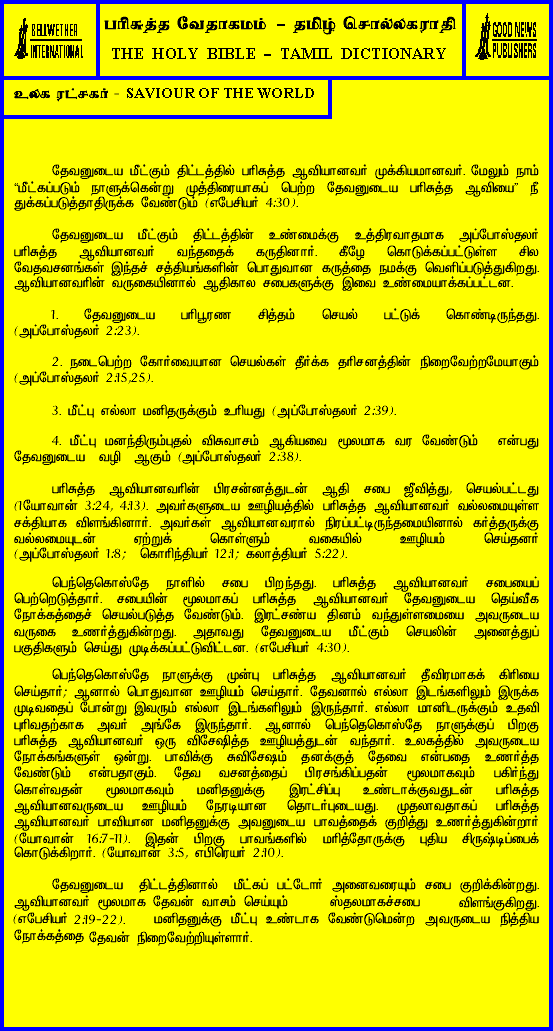 BELLWETHER
INTERNATIONAL
பரிசுத்த வேதாகமம் – தமிழ் சொல்லகராதி
THE HOLY BIBLE – TAMIL DICTIONARY
GOOD NEWS
PUBLISHERS
உலக ரட்சகர் - SAVIOUR OF THE WORLD
தேவனுடைய மீட்கும் திட்டத்தில் பரிசுத்த ஆவியானவர் முக்கியமானவர். மேலும் நாம்
“மீட்கப்படும் நாளுக்கென்று முத்திரையாகப் பெற்ற தேவனுடைய பரிசுத்த ஆவியை” நீ
துக்கப்படுத்தாதிருக்க வேண்டும் (எபேசியர் 4:30).
தேவனுடைய மீட்கும் திட்டத்தின் உண்மைக்கு உத்திரவாதமாக அப்போஸ்தலர்
பரிசுத்த ஆவியானவர் வந்ததைக் கருதினார். கீழே கொடுக்கப்பட்டுள்ள சில
வேதவசனங்கள் இந்தச் சத்தியங்களின் பொதுவான கருத்தை நமக்கு வெளிப்படுத்துகிறது.
ஆவியானவரின் வருகையினால் ஆதிகால சபைகளுக்கு இவை உண்மையாக்கப்பட்டன.
1. தேவனுடைய பரிபூரண சித்தம் செயல் பட்டுக் கொண்டிருந்தது.
(அப்போஸ்தலர் 2:23).
2. நடைபெற்ற கோர்வையான செயல்கள் தீர்க்க தரிசனத்தின் நிறைவேற்றமேயாகும்
(அப்போஸ்தலர் 2:15,25).
3. மீட்பு எல்லா மனிதருக்கும் உரியது (அப்போஸ்தலர் 2:39).
4. மீட்பு மனந்திரும்புதல் விசுவாசம் ஆகியவை மூலமாக வர வேண்டும் என்பது
தேவனுடைய வழி ஆகும் (அப்போஸ்தலர் 2:38).
பரிசுத்த ஆவியானவரின் பிரசன்னத்துடன் ஆதி சபை ஜீவித்து, செயல்பட்டது
(1யோவான் 3:24, 4:13). அவர்களுடைய ஊழியத்தில் பரிசுத்த ஆவியானவர் வல்லமையுள்ள
சக்தியாக விளங்கினார். அவர்கள் ஆவியானவரால் நிரப்பட்டிருந்தமையினால் கர்த்தருக்கு
வல்லமையுடன் ஏற்றுக் கொள்ளும் வகையில் ஊழியம் செய்தனர்
(அப்போஸ்தலர் 1:8; கொரிந்தியர் 12:1; கலாத்தியர் 5:22).
பெந்தெகொஸ்தே நாளில் சபை பிறந்தது. பரிசுத்த ஆவியானவர் சபையைப்
பெற்றெடுத்தார். சபையின் மூலமாகப் பரிசுத்த ஆவியானவர் தேவனுடைய தெய்வீக
நோக்கத்தைச் செயல்படுத்த வேண்டும். இரட்சண்ய தினம் வந்துள்ளமையை அவருடைய
வருகை உணர்த்துகின்றது. அதாவது தேவனுடைய மீட்கும் செயலின் அனைத்துப்
பகுதிகளும் செய்து முடிக்கப்பட்டுவிட்டன. (எபேசியர் 4:30).
பெந்தெகொஸ்தே நாளுக்கு முன்பு பரிசுத்த ஆவியானவர் தீவிரமாகக் கிரியை
செய்தார்; ஆனால் பொதுவான ஊழியம் செய்தார். தேவனால் எல்லா இடங்களிலும் இருக்க
முடிவதைப் போன்று இவரும் எல்லா இடங்களிலும் இருந்தார். எல்லா மானிடருக்கும் உதவி
புரிவதற்காக அவர் அங்கே இருந்தார். ஆனால் பெந்தெகொஸ்தே நாளுக்குப் பிறகு
பரிசுத்த ஆவியானவர் ஒரு விசேஷித்த ஊழியத்துடன் வந்தார். உலகத்தில் அவருடைய
நோக்கங்களுள் ஒன்று. பாவிக்கு சுவிசேஷம் தனக்குத் தேவை என்பதை உணர்த்த
வேண்டும் என்பதாகும். தேவ வசனத்தைப் பிரசங்கிப்பதன் மூலமாகவும் பகிர்ந்து
கொள்வதன் மூலமாகவும் மனிதனுக்கு இரட்சிப்பு உண்டாக்குவதுடன் பரிசுத்த
ஆவியானவருடைய ஊழியம் நேரடியான தொடர்புடையது. முதலாவதாகப் பரிசுத்த
ஆவியானவர் பாவியான மனிதனுக்கு அவனுடைய பாவத்தைக் குறித்து உணர்த்துகின்றார்
(யோவான் 16:7-11). இதன் பிறகு பாவங்களில் மரித்தோருக்கு புதிய சிருஷ்டிப்பைக்
கொடுக்கிறார். (யோவான் 3:5, எபிரெயர் 2:10).
தேவனுடைய திட்டத்தினால் மீட்கப் பட்டோர் அனைவரையும் சபை குறிக்கின்றது.
ஆவியானவர் மூலமாக தேவன் வாசம் செய்யும் ஸ்தலமாகச்சபை விளங்குகிறது.
(எபேசியர் 2:19-22). மனிதனுக்கு மீட்பு உண்டாக வேண்டுமென்ற அவருடைய நித்திய
நோக்கத்தை தேவன் நிறைவேற்றியுள்ளார்.